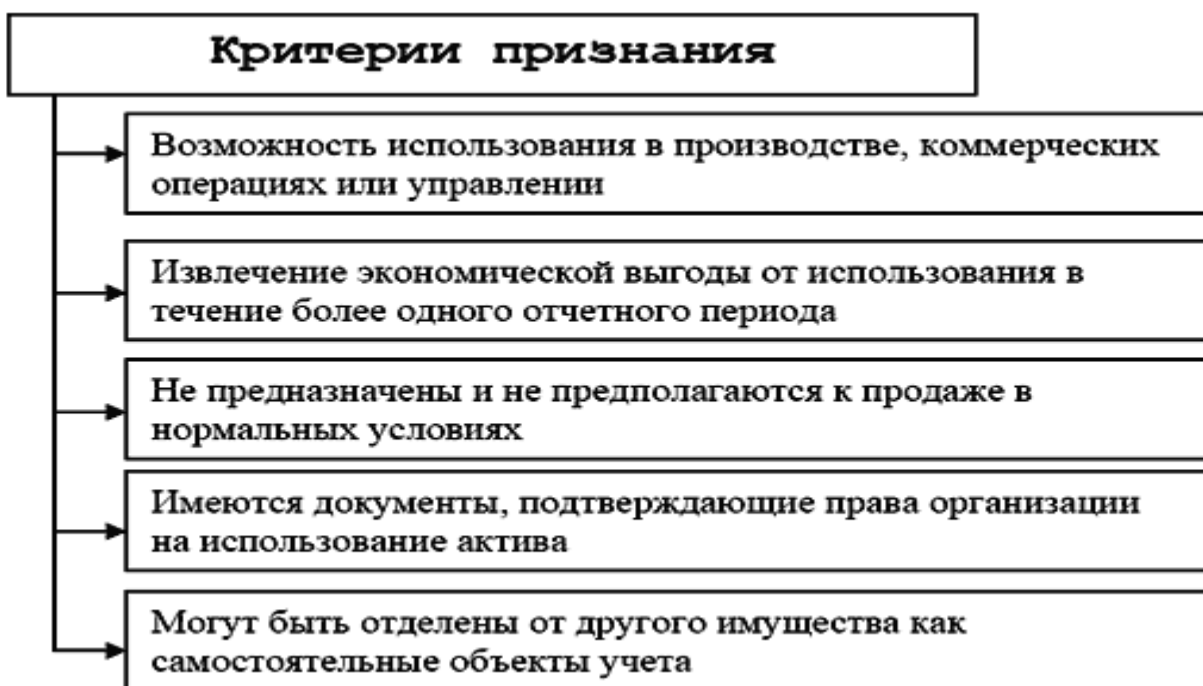 Критерии признания
Возможность использования в производстве, коммерческих
операциях или управлении
Извлечение экономической выгоды от использования в
течение более одного отчетного периода
Не предназначены и не предполагаются к продаже в
нормальных условиях
Имеются документы, подтверждающие права организации
на использование актива
Могут быть отделены от другого имущества как
самостоятельные объекты учета